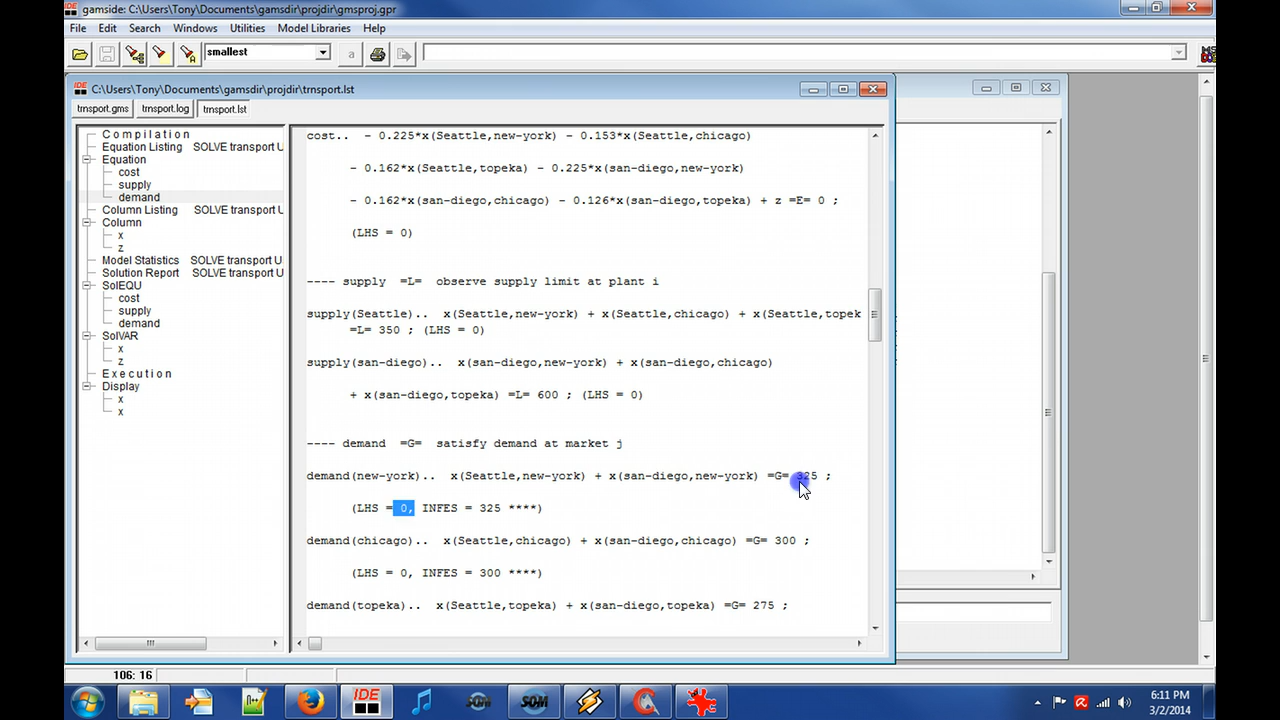 gamside: C:\Users\Tony\Documents\gamsdir\projdir\gmsproj.gpr
File Edit Search Windows Utilities Model Libraries Help
smallest
a
C:\Users\Tony\Documents\gamsdir\projdir\trnsport.lst
trnsport.gms trnsport.log trnsport.lst
Compilation
Equation Listing SOLVE transport U
Equation
cost
supply
demand
Column Listing SOLVE transport U
Column
x
z
Model Statistics SOLVE transport U
Solution Report SOLVE transport U
SolEQU
cost
supply
demand
SolVAR
x
z
Execution
Display
x
x
cost.. - 0.225*x(Seattle,new-york) - 0.153*x(Seattle,chicago)
- 0.162*x(Seattle,topeka) - 0.225*x(san-diego,new-york)
- 0.162*x(san-diego,chicago) - 0.126*x(san-diego,topeka) + z =E= 0 ;
(LHS = 0)
---- supply =L= observe supply limit at plant i
supply(Seattle).. x(Seattle,new-york) + x(Seattle,chicago) + x(Seattle,topek
=L= 350 ; (LHS = 0)
supply(san-diego).. x(san-diego,new-york) + x(san-diego,chicago)
+ x(san-diego,topeka) =L= 600 ; (LHS = 0)
---- demand =G= satisfy demand at market j
demand(new-york).. x(Seattle,new-york) + x(san-diego,new-york) =G= 325 ;
(LHS = 0, INFES = 325 ****)
demand(chicago).. x(Seattle,chicago) + x(san-diego,chicago) =G= 300 ;
(LHS = 0, INFES = 300 ****)
demand(topeka).. x(Seattle,topeka) + x(san-diego,topeka) =G= 275 ;
106: 16
IDE
6:11 PM
3/2/2014